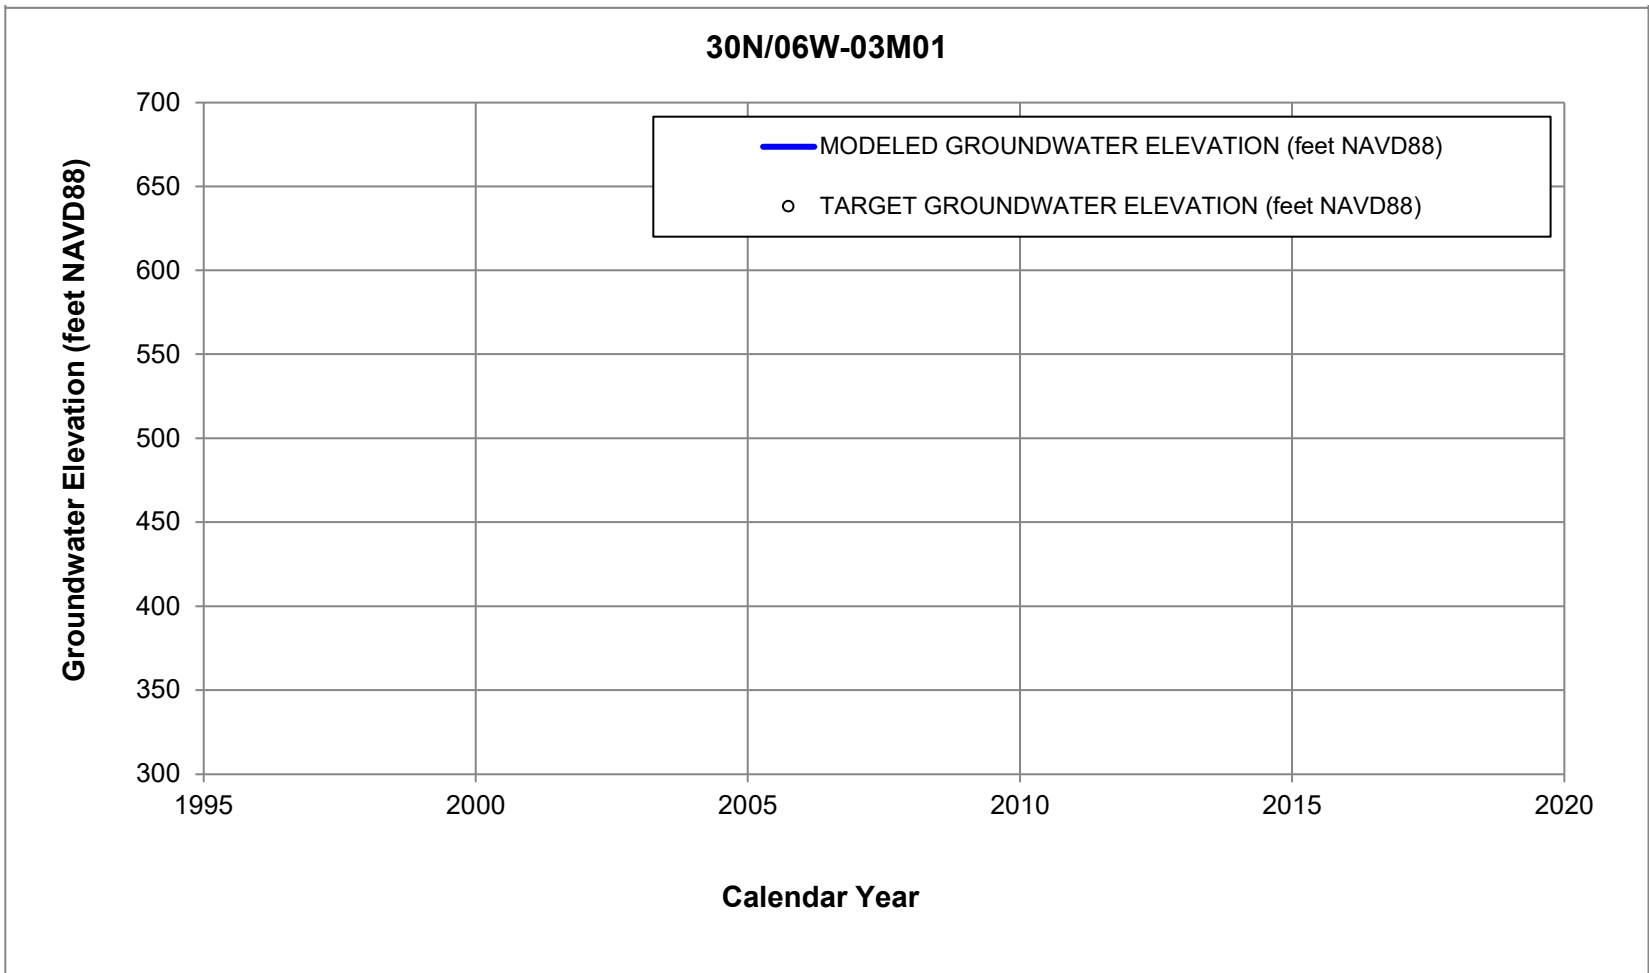 30N/06W-03M01
MODELED GROUNDWATER ELEVATION (feet NAVD88)
TARGET GROUNDWATER ELEVATION (feet NAVD88)
Groundwater Elevation (feet NAVD88)
700
650
600
550
500
450
400
350
300
1995 2000 2005 2010 2015 2020
Calendar Year